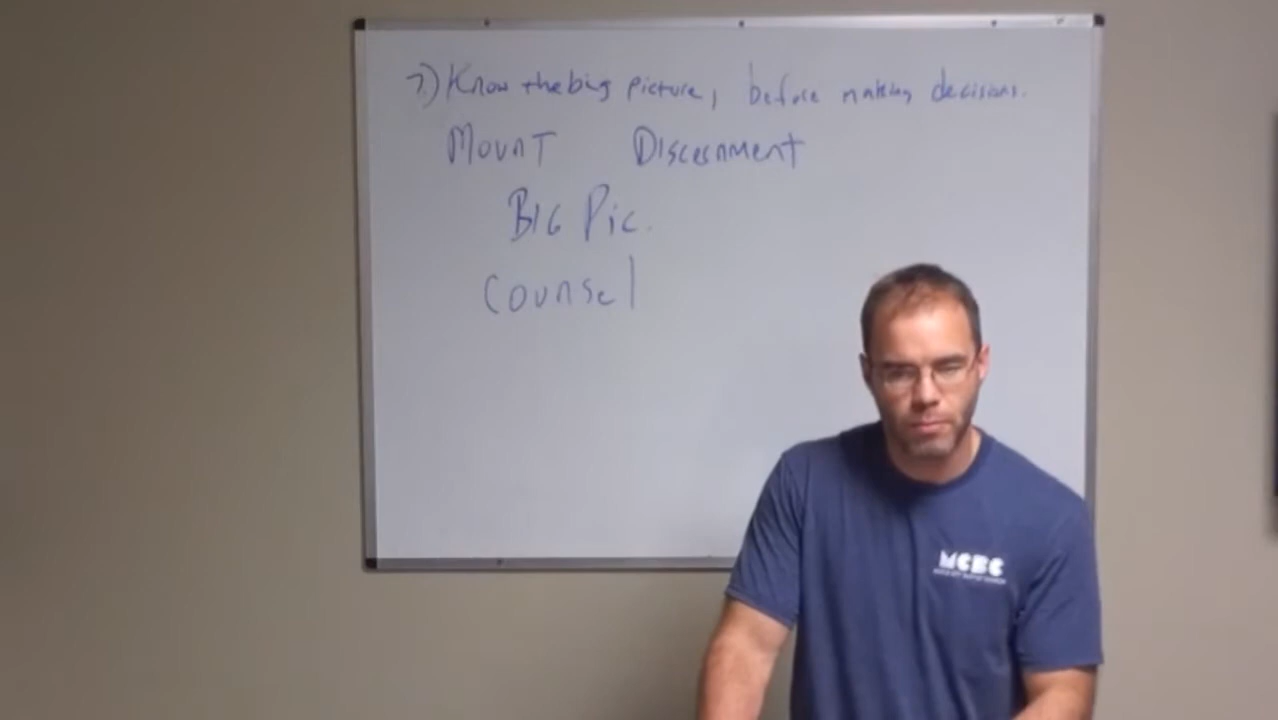 7.) Know the big picture, before making decisions.
Mount Discernment
BIG Pic.
counsel
MCBC